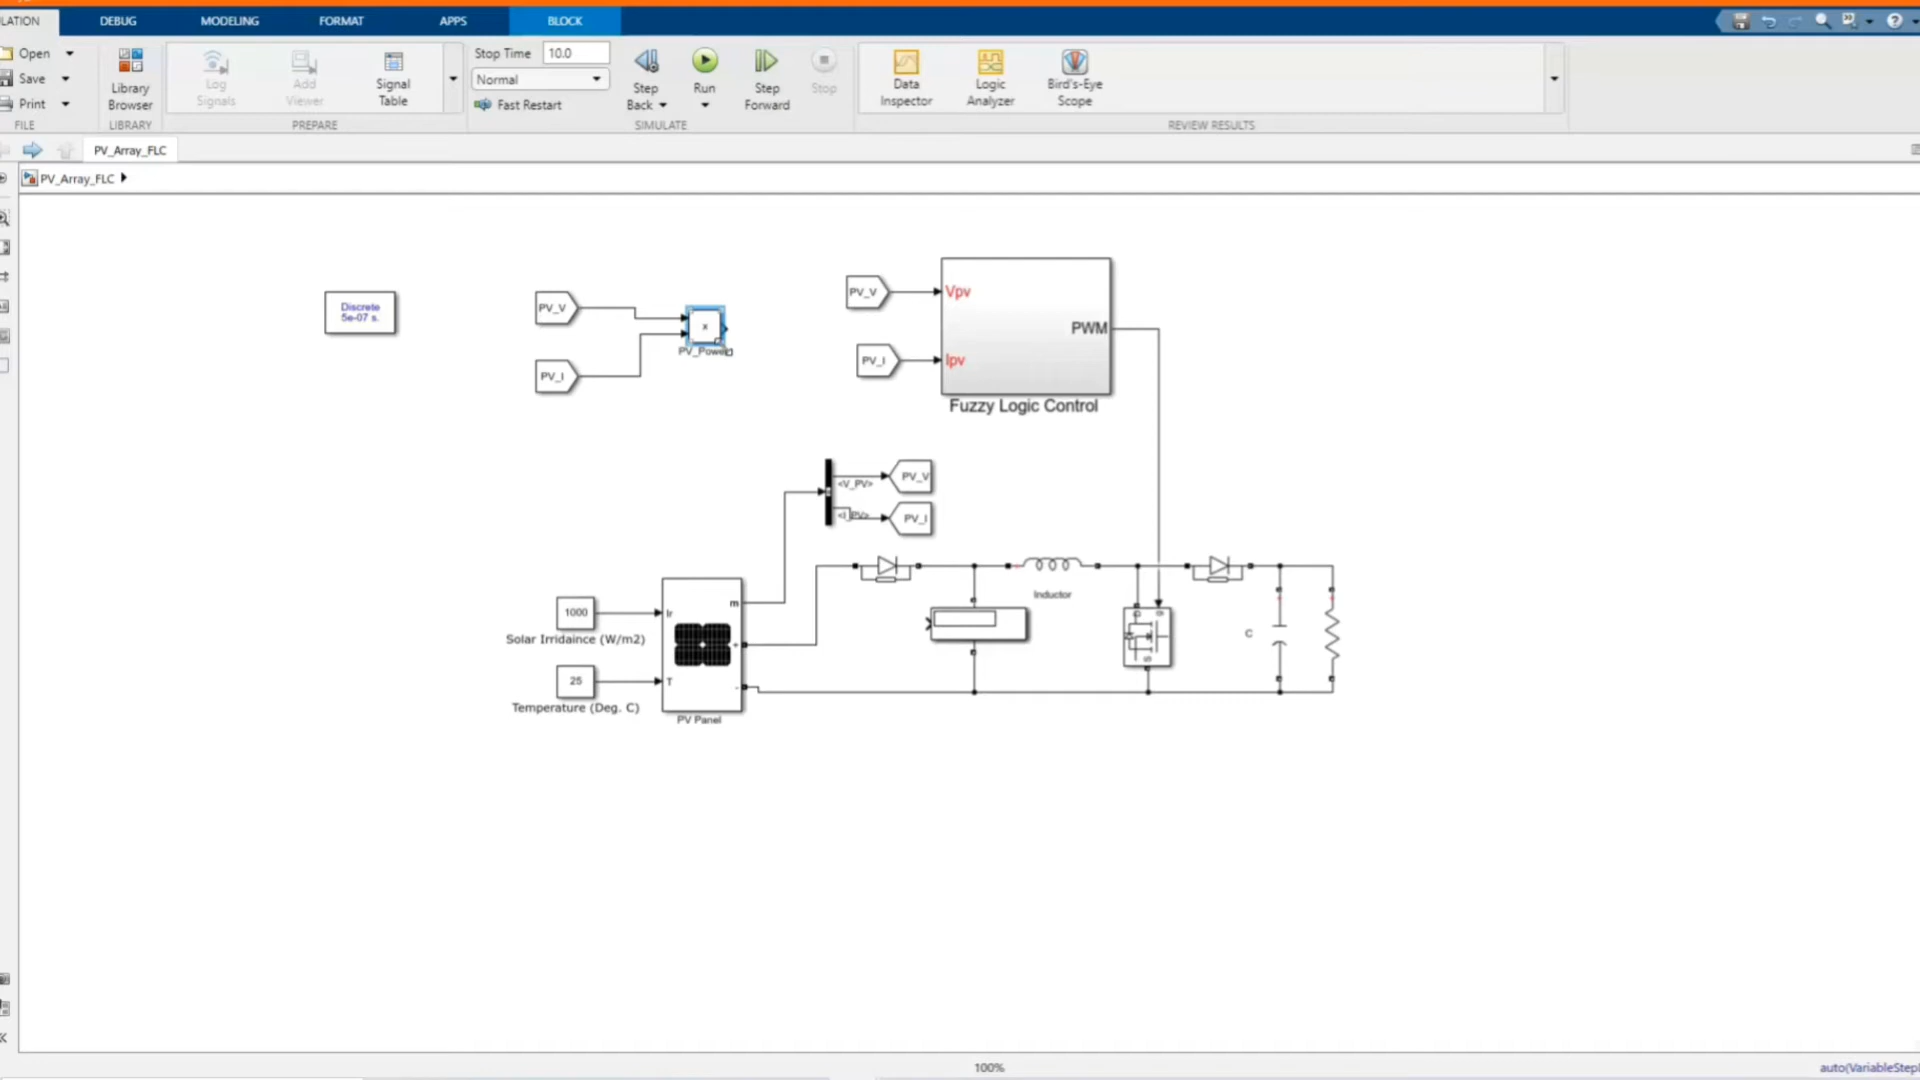 LATION DEBUG MODELING FORMAT APPS BLOCK
Open
Save
Print
FILE
Library Browser
LIBRARY
Log Signals
Add Viewer
Signal Table
PREPARE
Stop Time 10.0
Normal
Fast Restart
Step Back
Run
Step Forward
Stop
SIMULATE
Data Inspector
Logic Analyzer
Bird's-Eye Scope
REVIEW RESULTS
PV_Array_FLC
PV_Array_FLC
Discrete
5e-07 s.
PV_V
PV_I
x
PV_Power
PV_V
PV_I
Vpv
Ipv
PWM
Fuzzy Logic Control
<V_PV>
<I_PV>
PV_V
PV_I
1000
Solar Irridaince (W/m2)
25
Temperature (Deg. C)
Ir
T
m
+
-
PV Panel
Inductor
C
100%
auto(VariableStep